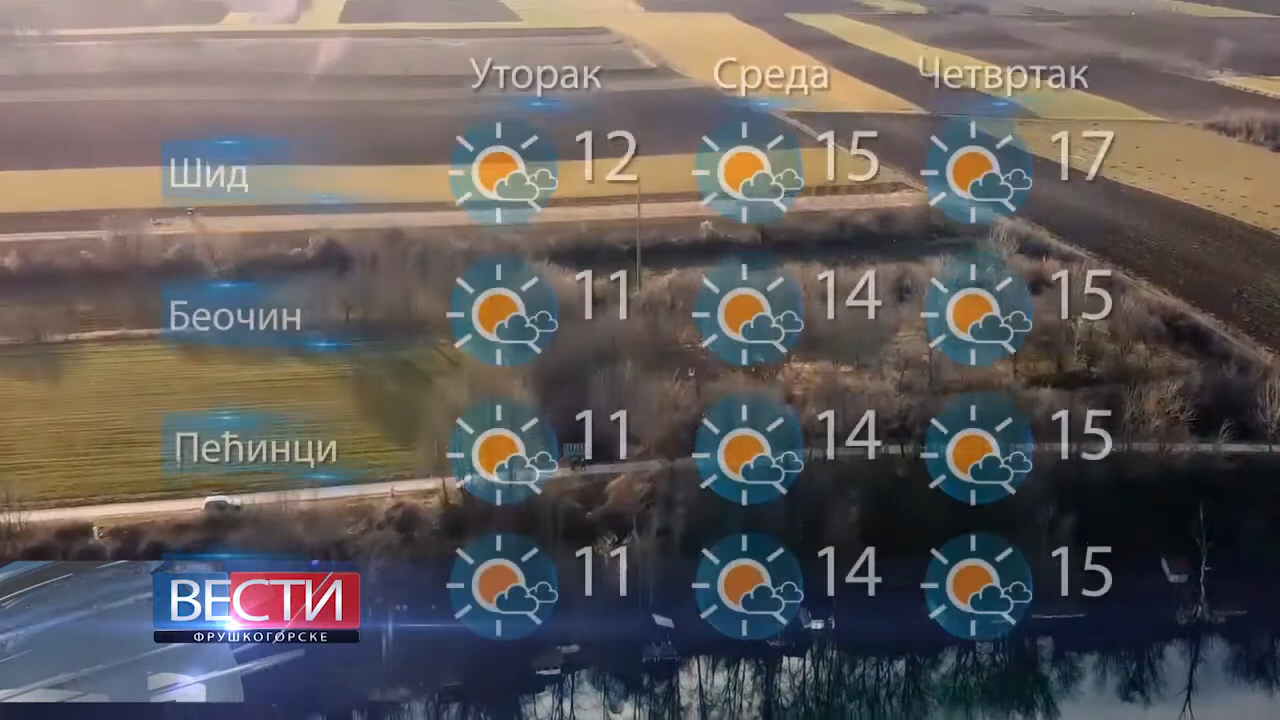 Уторак Среда Четвртак
Шид 12 15 17
Беочин 11 14 15
Пећинци 11 14 15
11 14 15
ВЕСТИ
ФРУШКОГОРСКЕ